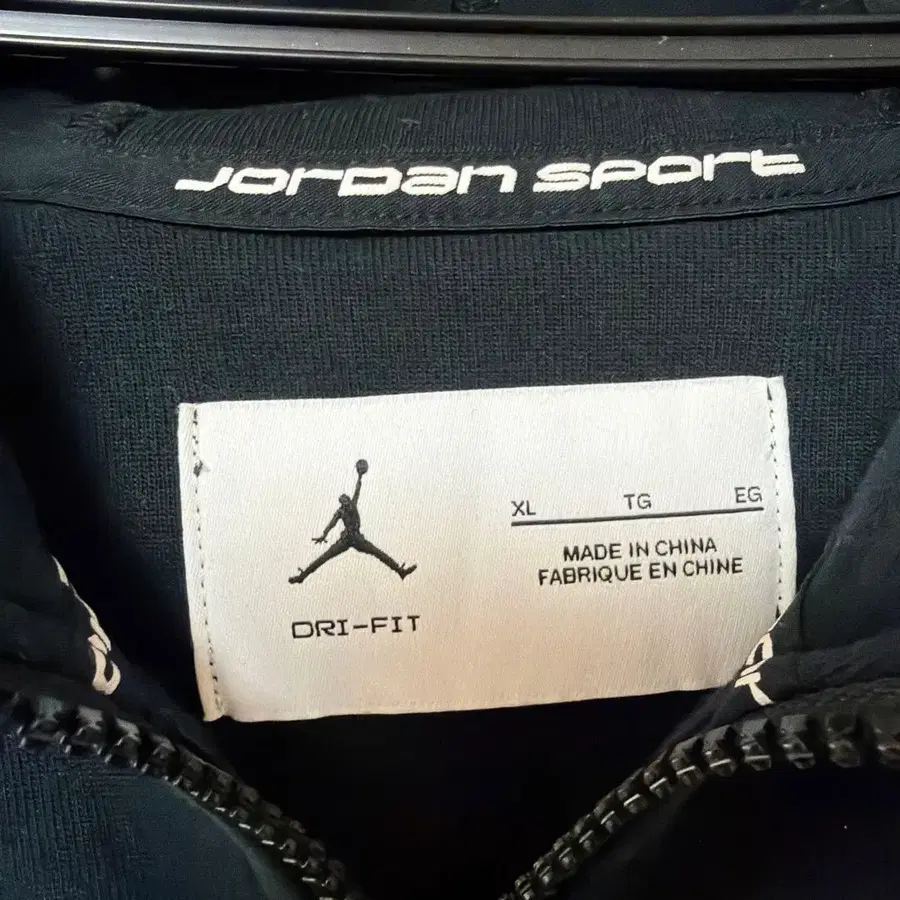 JORDAN SPORT
XL TG EG
MADE IN CHINA
FABRIQUE EN CHINE
DRI-FIT